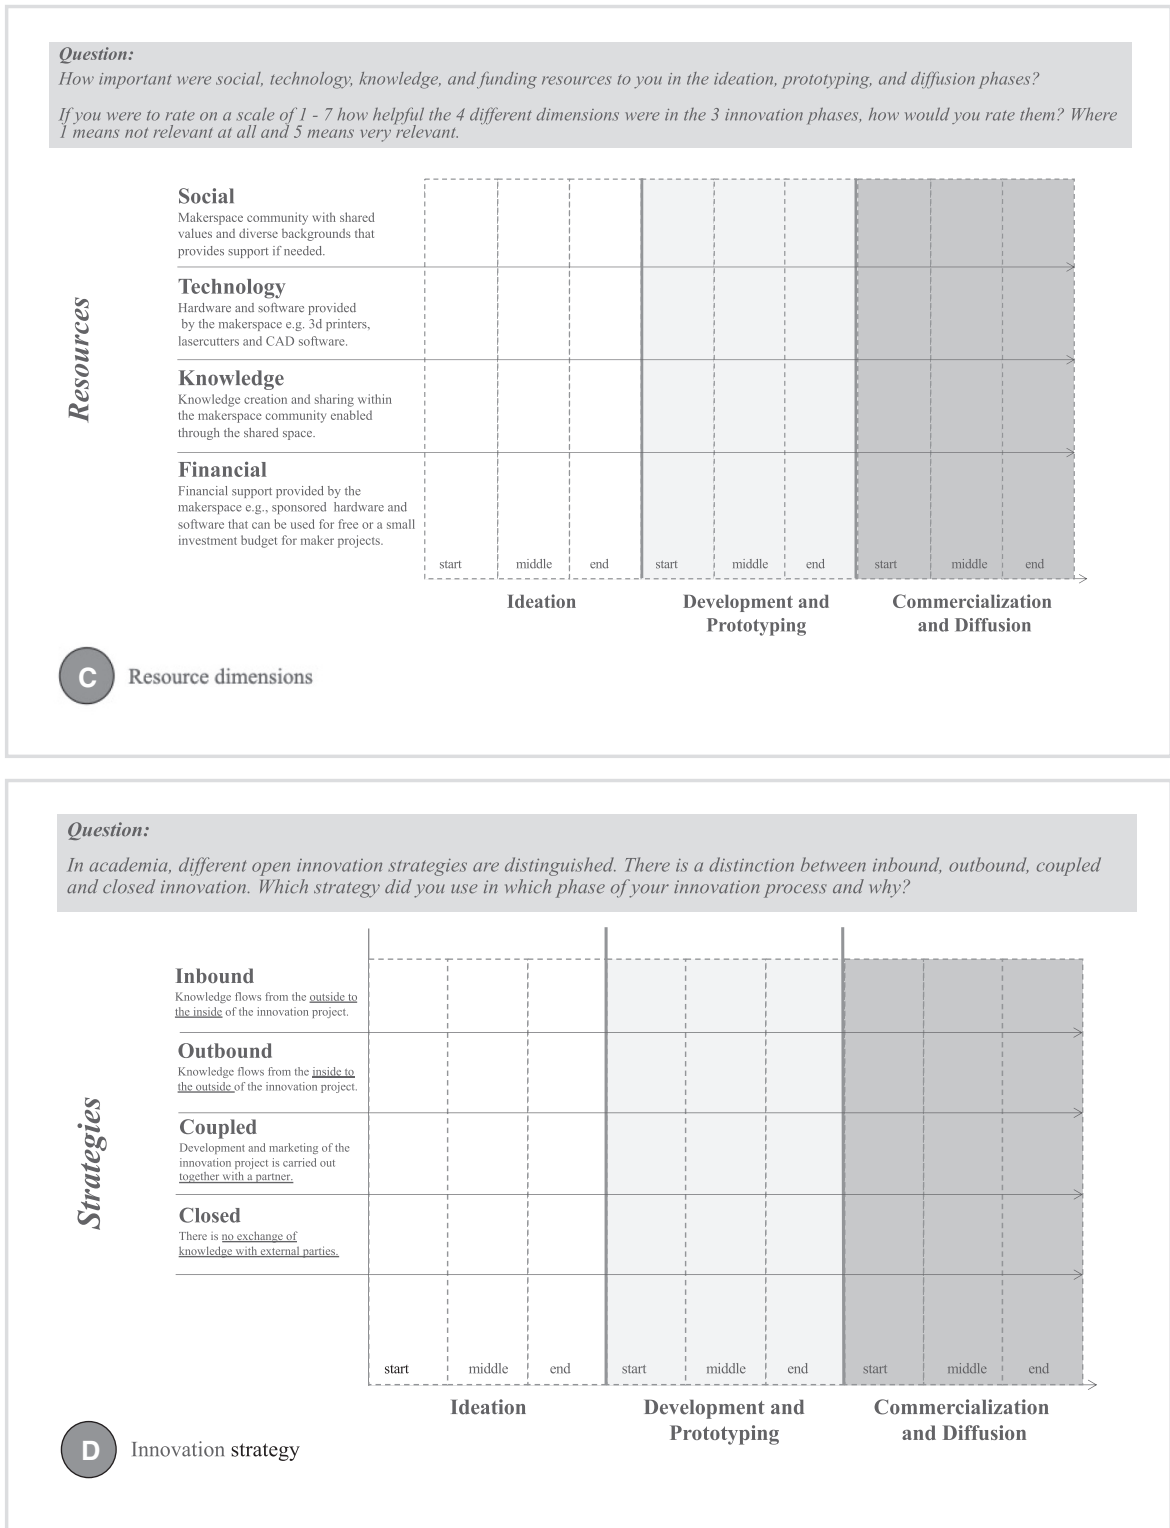 Question:
How important were social, technology, knowledge, and funding resources to you in the ideation, prototyping, and diffusion phases?
If you were to rate on a scale of 1 - 7 how helpful the 4 different dimensions were in the 3 innovation phases, how would you rate them? Where
1 means not relevant at all and 5 means very relevant.
Resources
Social
Makerspace community with shared
values and diverse backgrounds that
provides support if needed.
Technology
Hardware and software provided
by the makerspace e.g. 3d printers,
lasercutters and CAD software.
Knowledge
Knowledge creation and sharing within
the makerspace community enabled
through the shared space.
Financial
Financial support provided by the
makerspace e.g., sponsored hardware and
software that can be used for free or a small
investment budget for maker projects.
start middle end start middle end start middle end
Ideation
Development and
Prototyping
Commercialization
and Diffusion
C Resource dimensions
Question:
In academia, different open innovation strategies are distinguished. There is a distinction between inbound, outbound, coupled
and closed innovation. Which strategy did you use in which phase of your innovation process and why?
Strategies
Inbound
Knowledge flows from the outside to
the inside of the innovation project.
Outbound
Knowledge flows from the inside to
the outside of the innovation project.
Coupled
Development and marketing of the
innovation project is carried out
together with a partner.
Closed
There is no exchange of
knowledge with external parties.
start middle end start middle end start middle end
Ideation
Development and
Prototyping
Commercialization
and Diffusion
D Innovation strategy